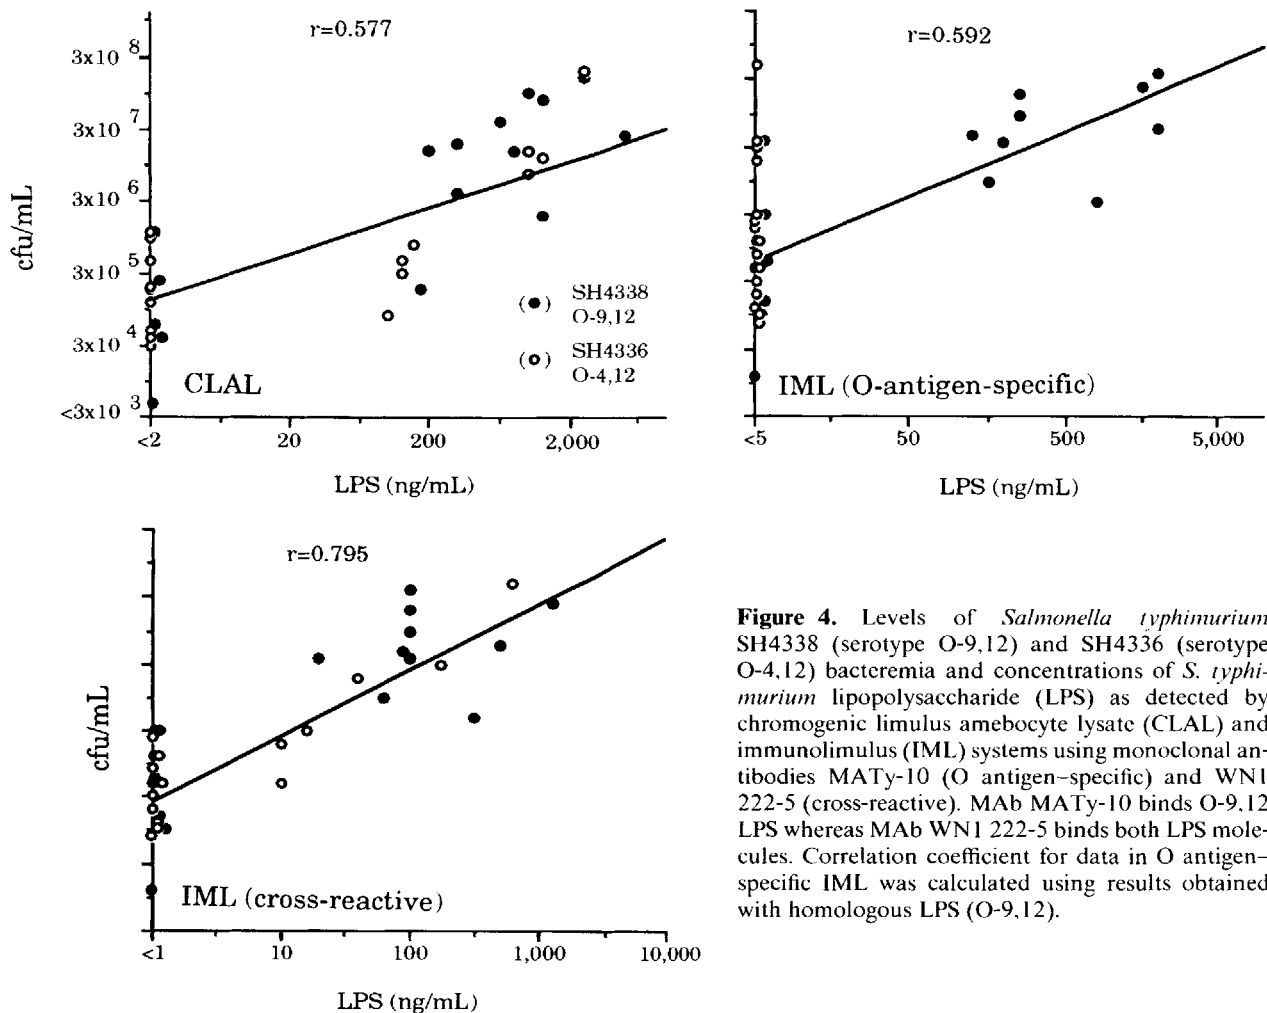 r=0.577
3x10 8
3x10 7
3x10 6
3x10 5
3x10 4
<3x10 3
cfu/mL
( ● ) SH4338
O-9,12
( o ) SH4336
O-4,12
CLAL
<2 20 200 2,000
LPS (ng/mL)
r=0.592
IML (O-antigen-specific)
<5 50 500 5,000
LPS (ng/mL)
r=0.795
cfu/mL
IML (cross-reactive)
<1 10 100 1,000 10,000
LPS (ng/mL)
Figure 4. Levels of Salmonella typhimurium
SH4338 (serotype O-9,12) and SH4336 (serotype
O-4,12) bacteremia and concentrations of S. typhi-
murium lipopolysaccharide (LPS) as detected by
chromogenic limulus amebocyte lysate (CLAL) and
immunolimulus (IML) systems using monoclonal an-
tibodies MATy-10 (O antigen–specific) and WN1
222-5 (cross-reactive). MAb MATy-10 binds O-9,12
LPS whereas MAb WN1 222-5 binds both LPS mole-
cules. Correlation coefficient for data in O antigen–
specific IML was calculated using results obtained
with homologous LPS (O-9,12).